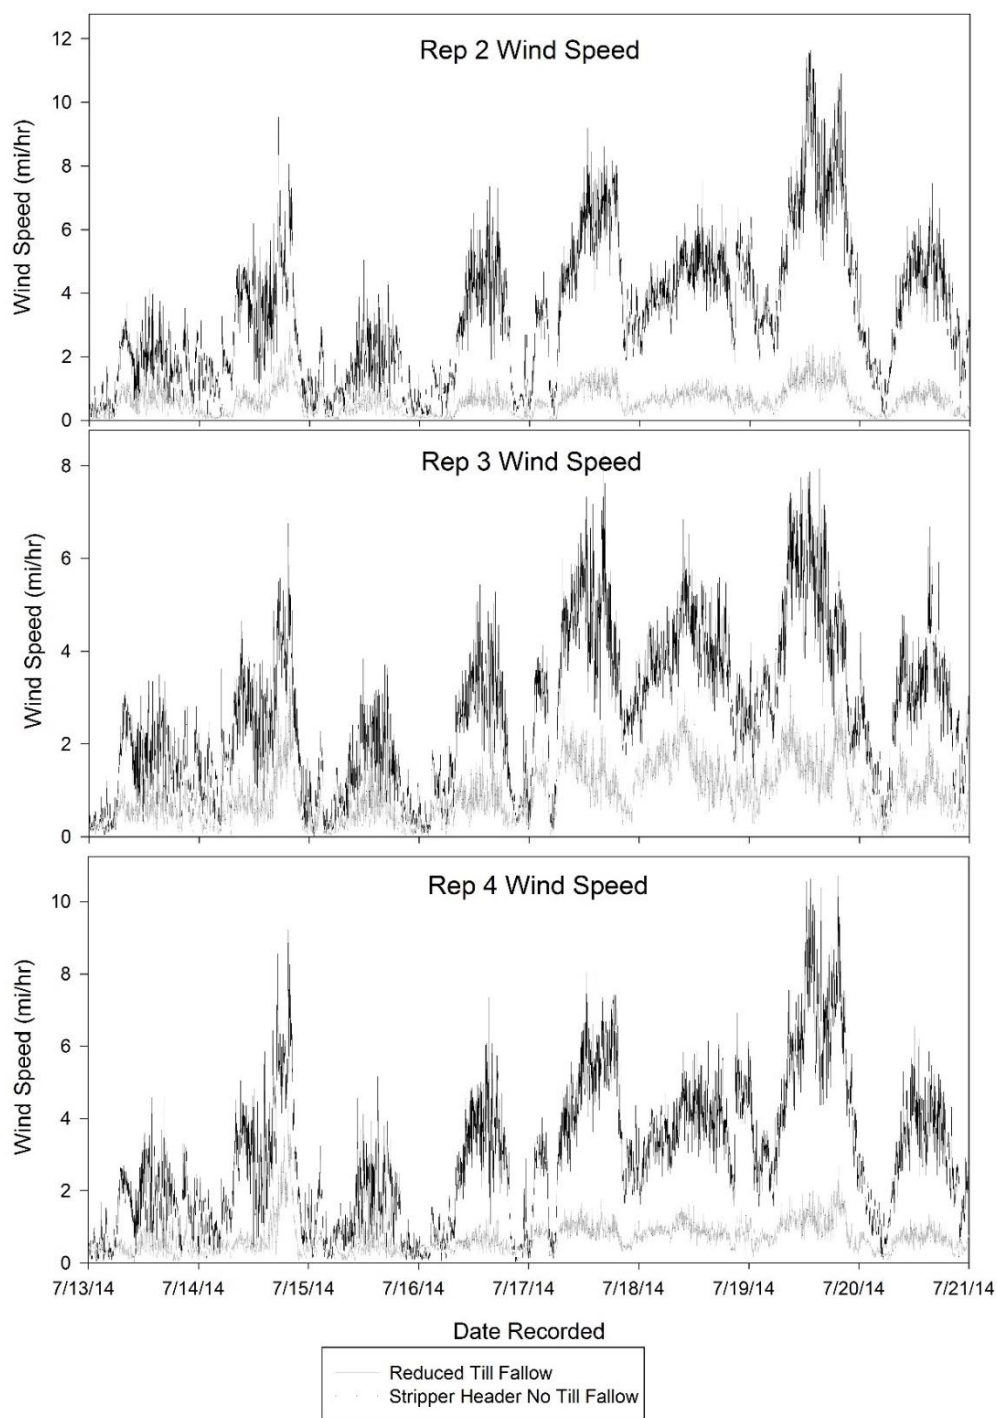 Rep 2 Wind Speed
Wind Speed (mi/hr)
12
10
8
6
4
2
0
Rep 3 Wind Speed
Wind Speed (mi/hr)
8
6
4
2
0
Rep 4 Wind Speed
Wind Speed (mi/hr)
10
8
6
4
2
0
7/13/14 7/14/14 7/15/14 7/16/14 7/17/14 7/18/14 7/19/14 7/20/14 7/21/14
Date Recorded
Reduced Till Fallow
Stripper Header No Till Fallow